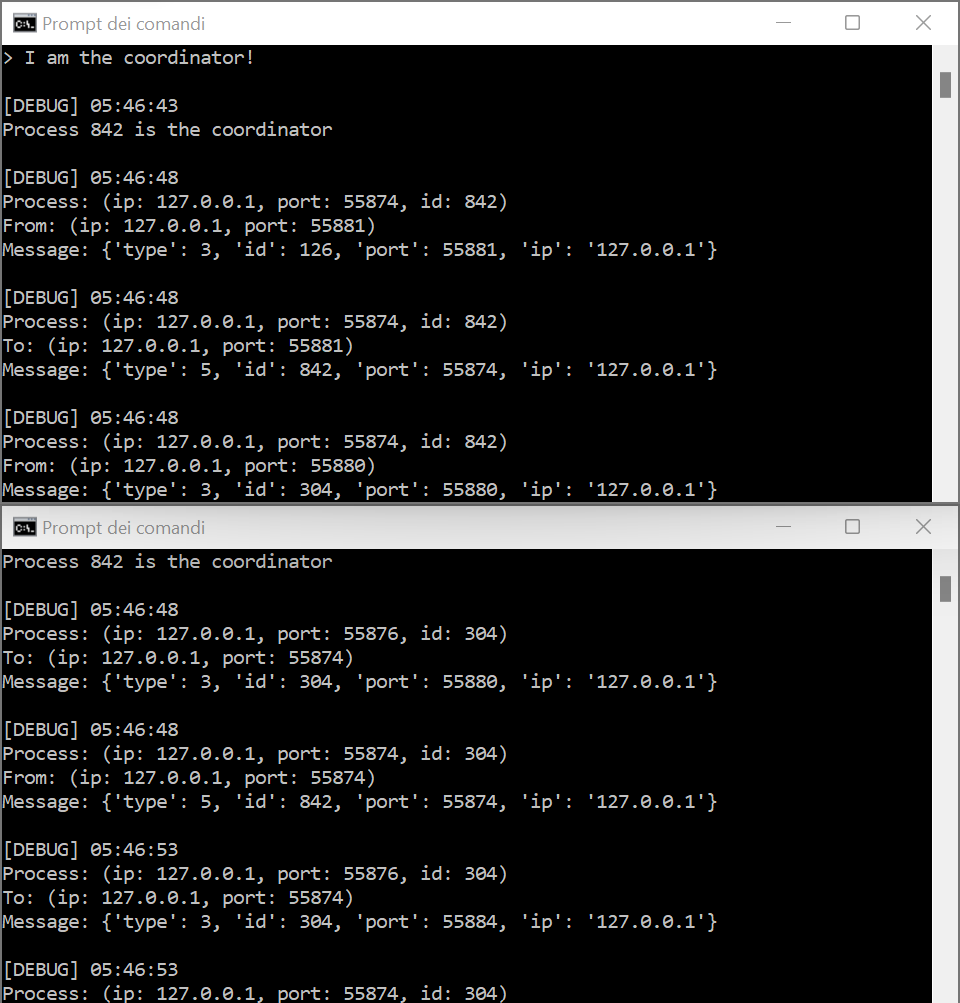 Prompt dei comandi
> I am the coordinator!
[DEBUG] 05:46:43
Process 842 is the coordinator
[DEBUG] 05:46:48
Process: (ip: 127.0.0.1, port: 55874, id: 842)
From: (ip: 127.0.0.1, port: 55881)
Message: {'type': 3, 'id': 126, 'port': 55881, 'ip': '127.0.0.1'}
[DEBUG] 05:46:48
Process: (ip: 127.0.0.1, port: 55874, id: 842)
To: (ip: 127.0.0.1, port: 55881)
Message: {'type': 5, 'id': 842, 'port': 55874, 'ip': '127.0.0.1'}
[DEBUG] 05:46:48
Process: (ip: 127.0.0.1, port: 55874, id: 842)
From: (ip: 127.0.0.1, port: 55880)
Message: {'type': 3, 'id': 304, 'port': 55880, 'ip': '127.0.0.1'}
Prompt dei comandi
Process 842 is the coordinator
[DEBUG] 05:46:48
Process: (ip: 127.0.0.1, port: 55876, id: 304)
To: (ip: 127.0.0.1, port: 55874)
Message: {'type': 3, 'id': 304, 'port': 55880, 'ip': '127.0.0.1'}
[DEBUG] 05:46:48
Process: (ip: 127.0.0.1, port: 55874, id: 304)
From: (ip: 127.0.0.1, port: 55874)
Message: {'type': 5, 'id': 842, 'port': 55874, 'ip': '127.0.0.1'}
[DEBUG] 05:46:53
Process: (ip: 127.0.0.1, port: 55876, id: 304)
To: (ip: 127.0.0.1, port: 55874)
Message: {'type': 3, 'id': 304, 'port': 55884, 'ip': '127.0.0.1'}
[DEBUG] 05:46:53
Process: (ip: 127.0.0.1, port: 55874, id: 304)